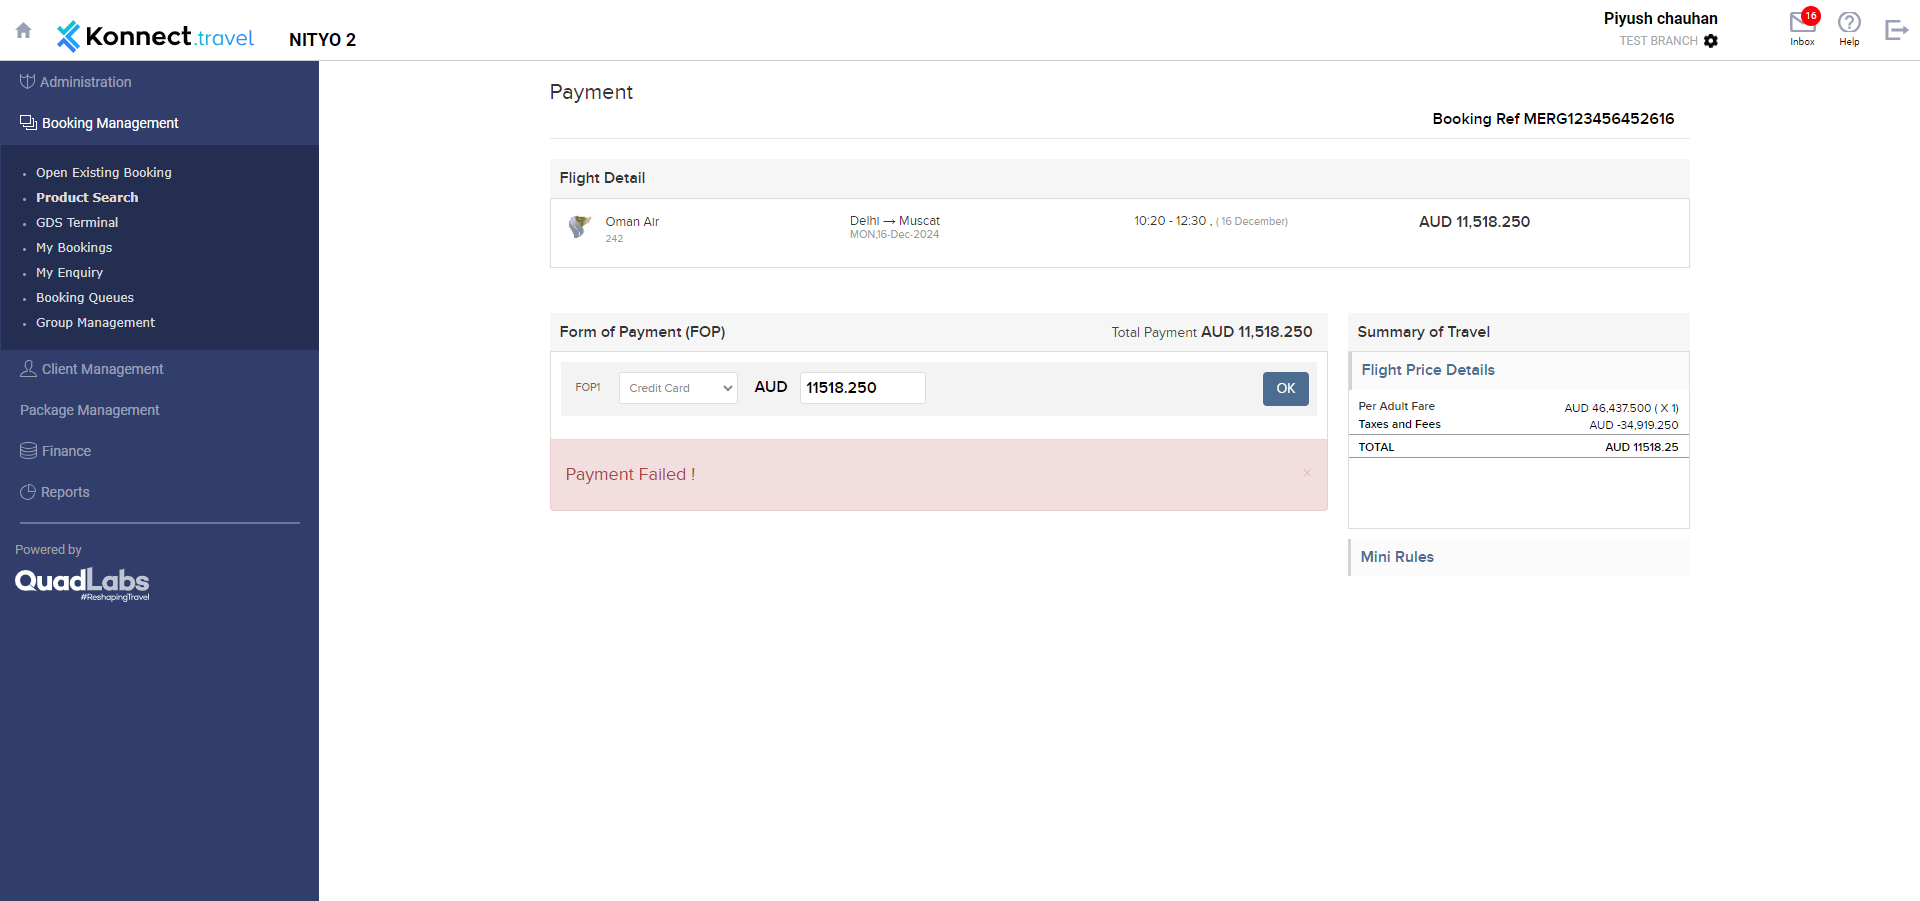 Konnect.travel
NITYO 2
Piyush chauhan
TEST BRANCH
16
Inbox
Help
Administration
Booking Management
Open Existing Booking
Product Search
GDS Terminal
My Bookings
My Enquiry
Booking Queues
Group Management
Client Management
Package Management
Finance
Reports
Powered by
QuadLabs
#ReshapingTravel
Payment
Booking Ref MERG123456452616
Flight Detail
Oman Air
242
Delhi → Muscat
MON,16-Dec-2024
10:20 - 12:30 , ( 16 December)
AUD 11,518.250
Form of Payment (FOP)
Total Payment AUD 11,518.250
FOP1 Credit Card AUD 11518.250 OK
Payment Failed !
×
Summary of Travel
Flight Price Details
Per Adult Fare AUD 46,437.500 ( X 1)
Taxes and Fees AUD -34,919.250
TOTAL AUD 11518.25
Mini Rules